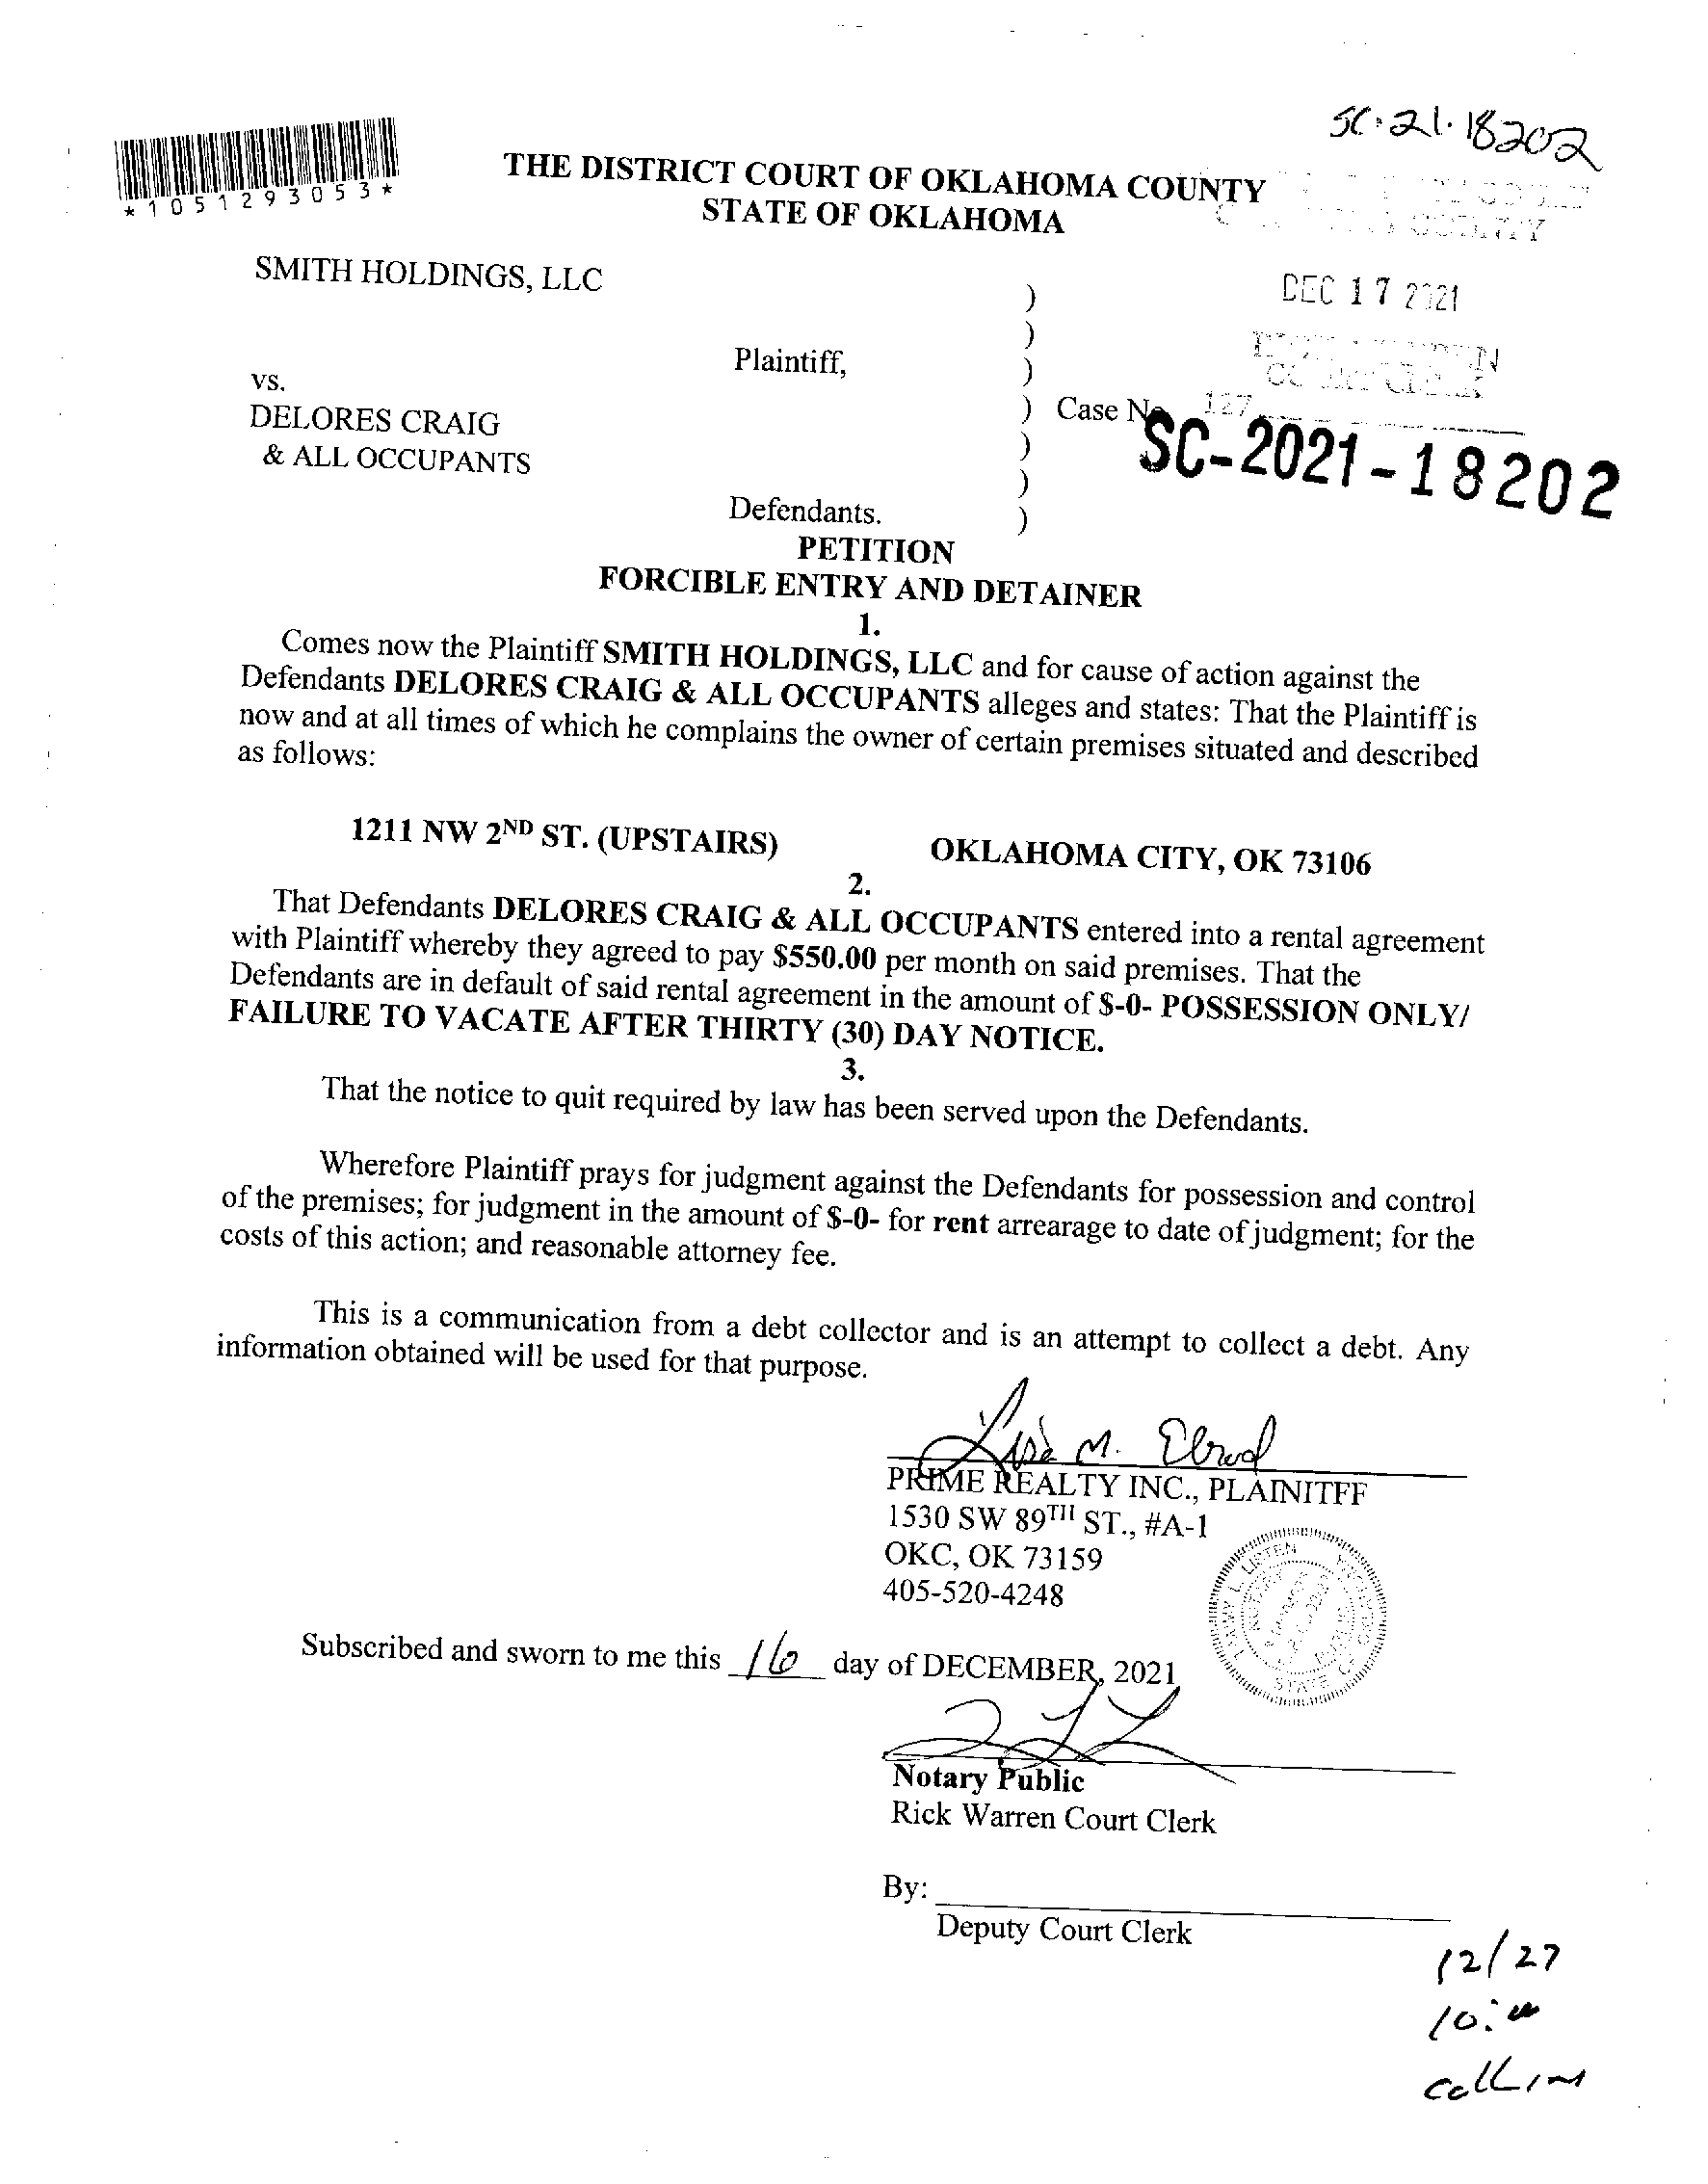 SC-21-18202
*1051293053*
THE DISTRICT COURT OF OKLAHOMA COUNTY
STATE OF OKLAHOMA
COUNTY
SMITH HOLDINGS, LLC )
DEC 17 2021
)
Plaintiff, )
vs.
COURT CLERK
DELORES CRAIG ) Case No. 127
& ALL OCCUPANTS )
SC-2021-18202
)
Defendants. )
PETITION
FORCIBLE ENTRY AND DETAINER
1.
Comes now the Plaintiff SMITH HOLDINGS, LLC and for cause of action against the
Defendants DELORES CRAIG & ALL OCCUPANTS alleges and states: That the Plaintiff is
now and at all times of which he complains the owner of certain premises situated and described
as follows:
1211 NW 2ND ST. (UPSTAIRS) OKLAHOMA CITY, OK 73106
2.
That Defendants DELORES CRAIG & ALL OCCUPANTS entered into a rental agreement
with Plaintiff whereby they agreed to pay $550.00 per month on said premises. That the
Defendants are in default of said rental agreement in the amount of $-0- POSSESSION ONLY/
FAILURE TO VACATE AFTER THIRTY (30) DAY NOTICE.
3.
That the notice to quit required by law has been served upon the Defendants.
Wherefore Plaintiff prays for judgment against the Defendants for possession and control
of the premises; for judgment in the amount of $-0- for rent arrearage to date of judgment; for the
costs of this action; and reasonable attorney fee.
This is a communication from a debt collector and is an attempt to collect a debt. Any
information obtained will be used for that purpose.
Lisa M. Elrod
PRIME REALTY INC., PLAINITFF
1530 SW 89TH ST., #A-1
OKC, OK 73159
405-520-4248
STATE
Subscribed and sworn to me this 16 day of DECEMBER, 2021
Notary Public
Rick Warren Court Clerk
By:
Deputy Court Clerk
12/27
10:00
Collins